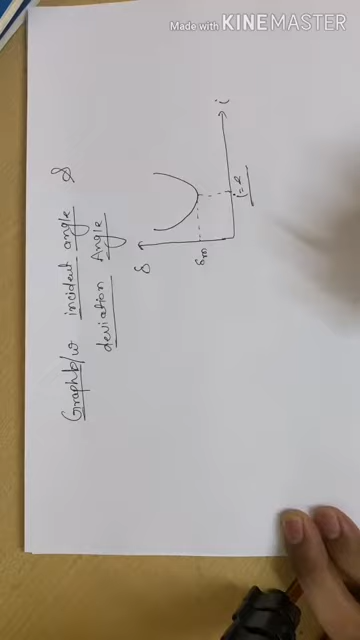 Made with KINEMASTER
Graph b/w incident angle &
deviation Angle
δ
δm
i=e
i